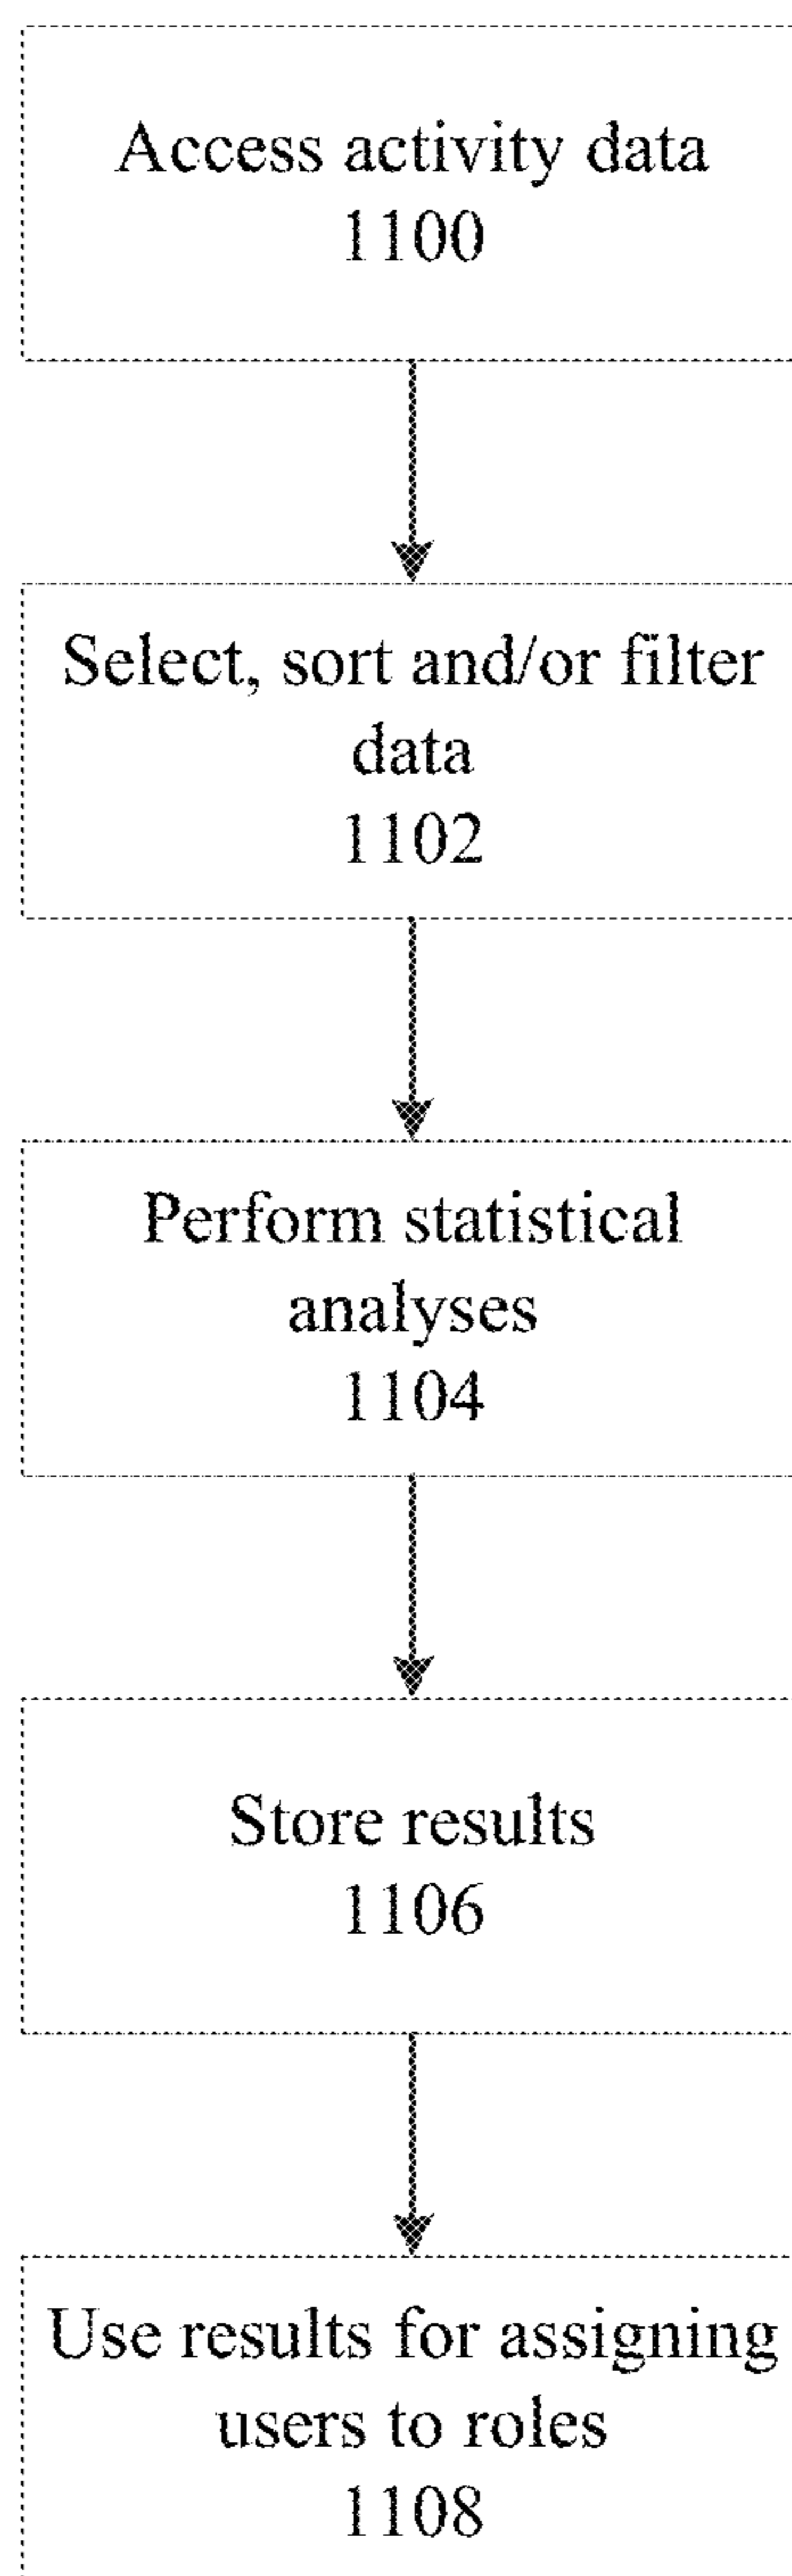 Access activity data
1100
Select, sort and/or filter
data
1102
Perform statistical
analyses
1104
Store results
1106
Use results for assigning
users to roles
1108